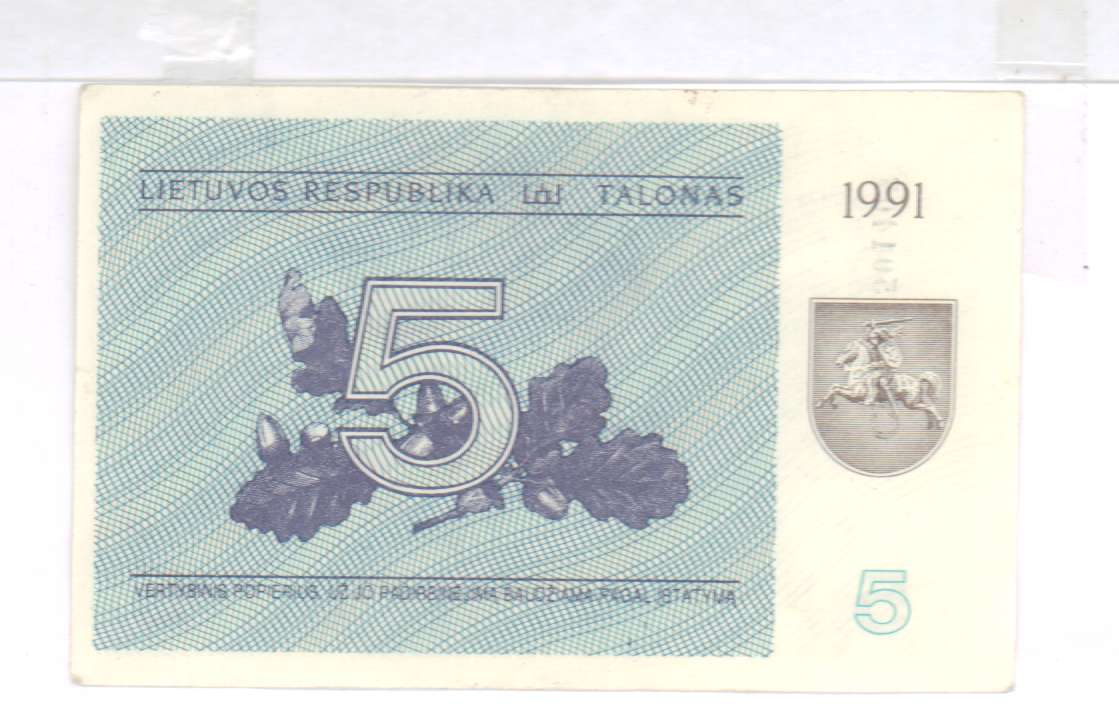 LIETUVOS RESPUBLIKA TALONAS
1991
5
VERTYBINIS POPIERIUS. UŽ JO PADIRBINĖJIMĄ BAUDŽIAMA PAGAL ĮSTATYMĄ
5